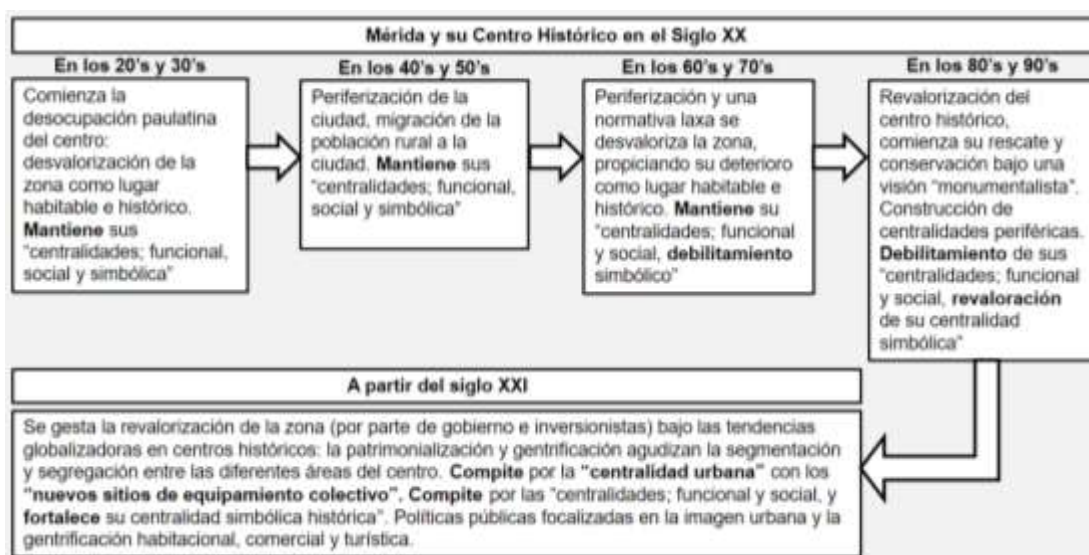 Mérida y su Centro Histórico en el Siglo XX
En los 20's y 30's
Comienza la
desocupación paulatina
del centro:
desvalorización de la
zona como lugar
habitable e histórico.
Mantiene sus
"centralidades; funcional,
social y simbólica"
En los 40's y 50's
Periferización de la
ciudad, migración de la
población rural a la
ciudad. Mantiene sus
"centralidades; funcional,
social y simbólica"
En los 60's y 70's
Periferización y una
normativa laxa se
desvaloriza la zona,
propiciando su deterioro
como lugar habitable e
histórico. Mantiene su
"centralidades; funcional
y social, debilitamiento
simbólico"
En los 80's y 90's
Revalorización del
centro histórico,
comienza su rescate y
conservación bajo una
visión "monumentalista".
Construcción de
centralidades periféricas.
Debilitamiento de sus
"centralidades; funcional
y social, revaloración
de su centralidad
simbólica"
A partir del siglo XXI
Se gesta la revalorización de la zona (por parte de gobierno e inversionistas) bajo las tendencias
globalizadoras en centros históricos: la patrimonialización y gentrificación agudizan la segmentación
y segregación entre las diferentes áreas del centro. Compite por la "centralidad urbana" con los
"nuevos sitios de equipamiento colectivo". Compite por las "centralidades; funcional y social, y
fortalece su centralidad simbólica histórica". Políticas públicas focalizadas en la imagen urbana y la
gentrificación habitacional, comercial y turística.